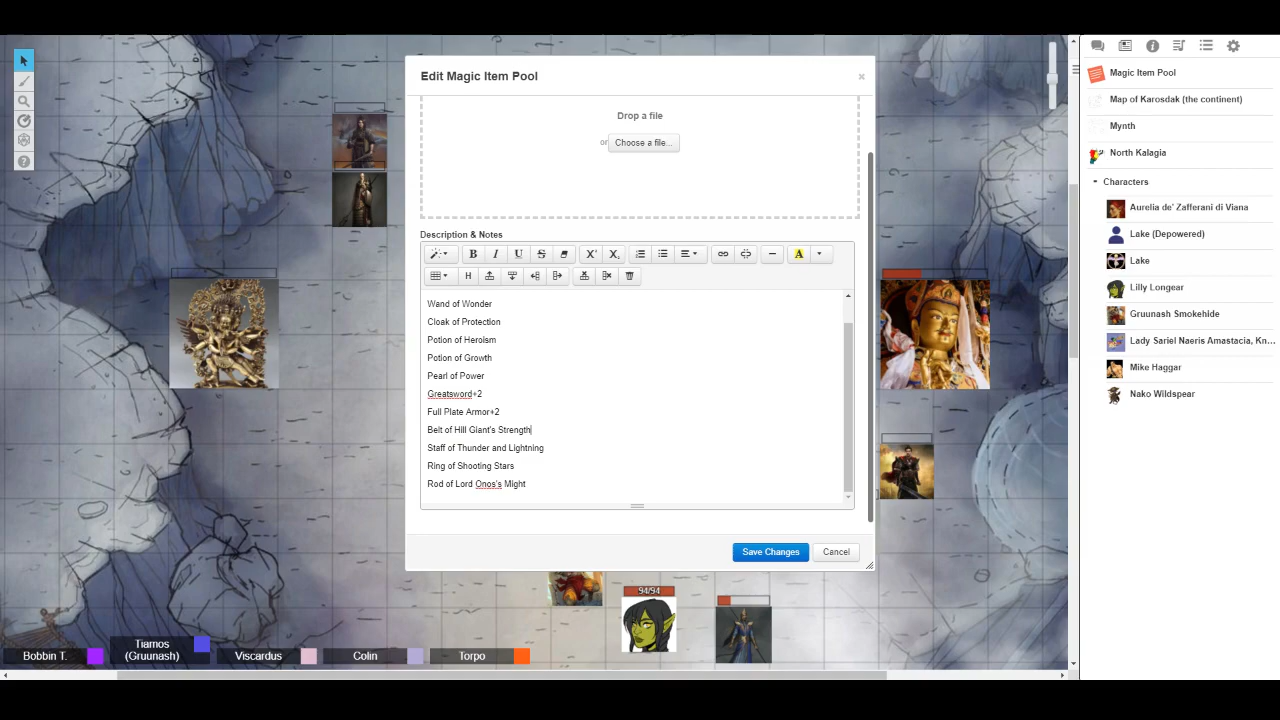 Edit Magic Item Pool
×
Drop a file
or Choose a file...
Description & Notes
B I U S X' X, H A
Wand of Wonder
Cloak of Protection
Potion of Heroism
Potion of Growth
Pearl of Power
Greatsword+2
Full Plate Armor+2
Belt of Hill Giant's Strength
Staff of Thunder and Lightning
Ring of Shooting Stars
Rod of Lord Onos's Might
Save Changes
Cancel
94/94
Bobbin T.
Tiamos
(Gruunash)
Viscardus
Colin
Torpo
Magic Item Pool
Map of Karosdak (the continent)
Mynth
North Kalagia
Characters
Aurelia de' Zafferani di Viana
Lake (Depowered)
Lake
Lilly Longear
Gruunash Smokehide
Lady Sariel Naeris Amastacia, Kn...
Mike Haggar
Nako Wildspear